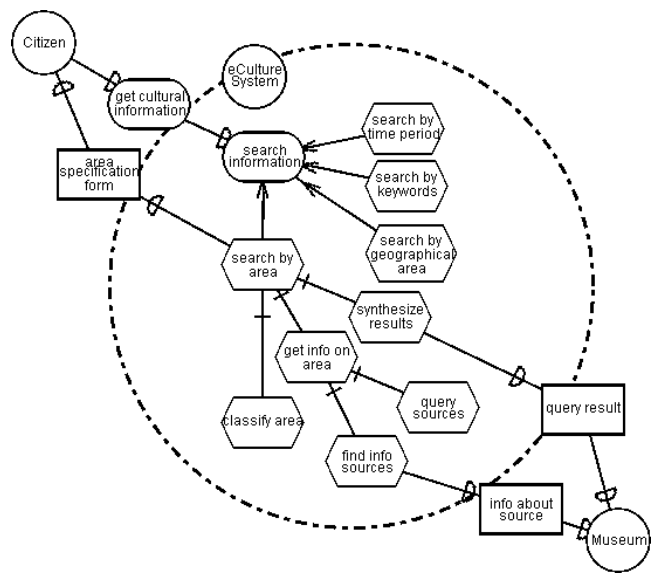 Citizen
eCulture
System
get cultural
information
search by
time period
search
information
area
specification
form
search by
keywords
search by
geographical
area
search by
area
synthesize
results
get info on
area
query
sources
query result
classify area
find info
sources
info about
source
Museum